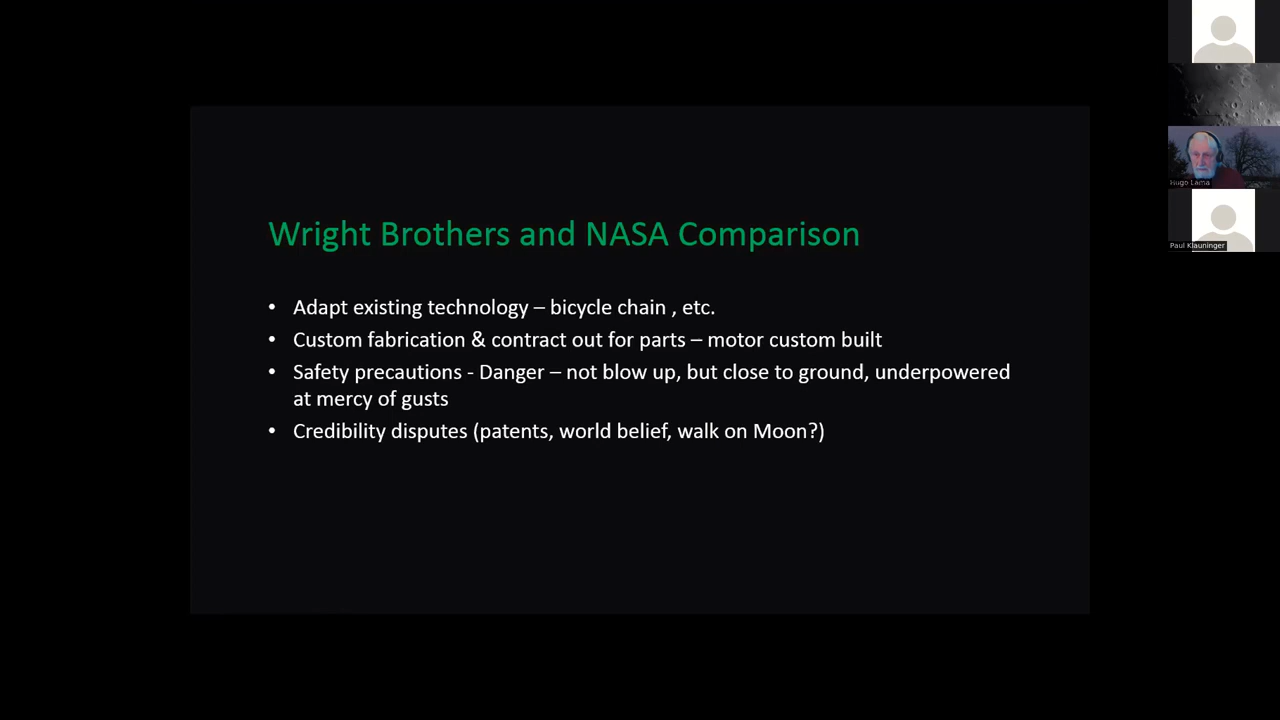 Wright Brothers and NASA Comparison
• Adapt existing technology – bicycle chain , etc.
• Custom fabrication & contract out for parts – motor custom built
• Safety precautions - Danger – not blow up, but close to ground, underpowered
at mercy of gusts
• Credibility disputes (patents, world belief, walk on Moon?)
Hugo Lama
Paul Klauninger